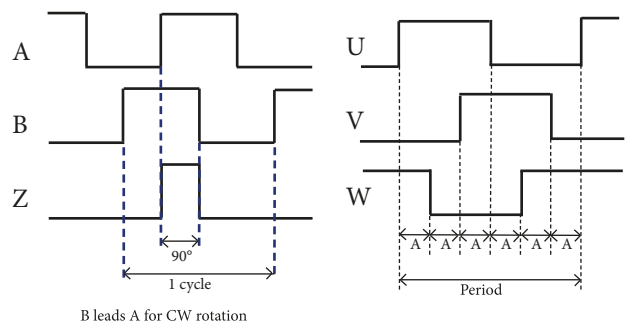 A
B
Z
90°
1 cycle
B leads A for CW rotation
U
V
W
A A A A A A
Period